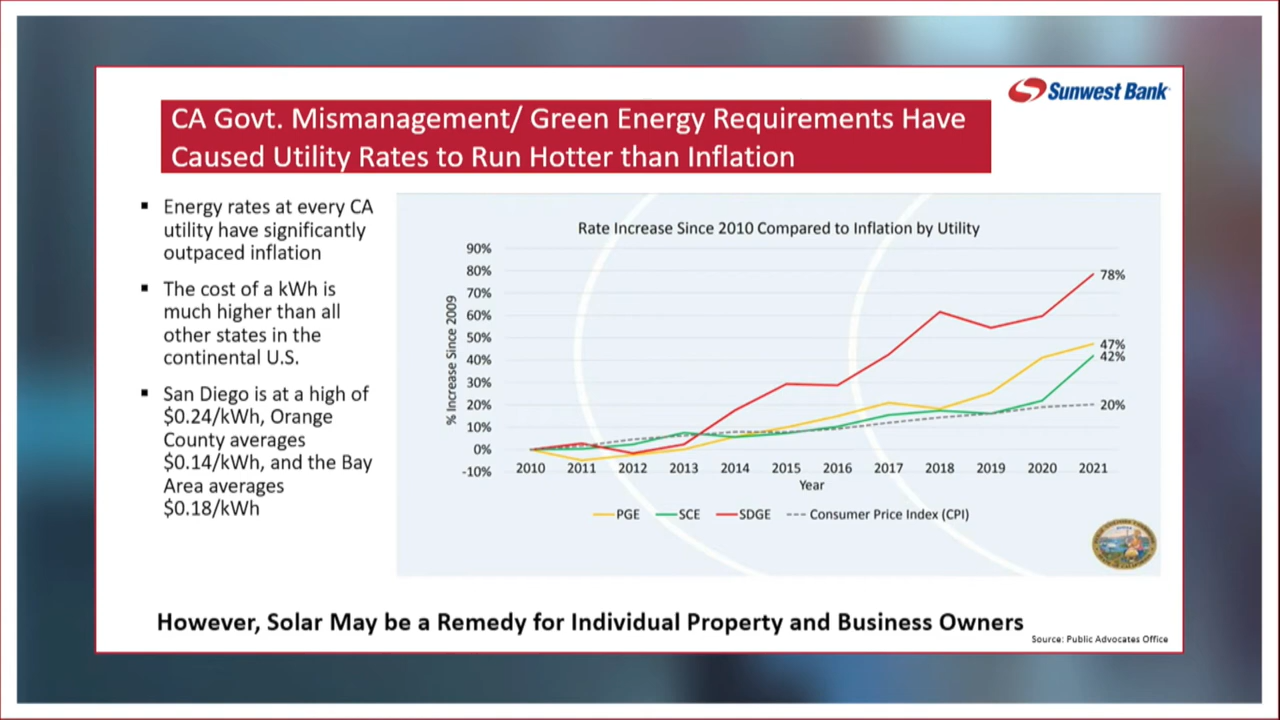 Sunwest Bank
CA Govt. Mismanagement/ Green Energy Requirements Have
Caused Utility Rates to Run Hotter than Inflation
▪ Energy rates at every CA
utility have significantly
outpaced inflation
▪ The cost of a kWh is
much higher than all
other states in the
continental U.S.
▪ San Diego is at a high of
$0.24/kWh, Orange
County averages
$0.14/kWh, and the Bay
Area averages
$0.18/kWh
Rate Increase Since 2010 Compared to Inflation by Utility
% Increase Since 2009
90%
80%
70%
60%
50%
40%
30%
20%
10%
0%
-10%
78%
47%
42%
20%
2010 2011 2012 2013 2014 2015 2016 2017 2018 2019 2020 2021
Year
PGE SCE SDGE Consumer Price Index (CPI)
However, Solar May be a Remedy for Individual Property and Business Owners
Source: Public Advocates Office